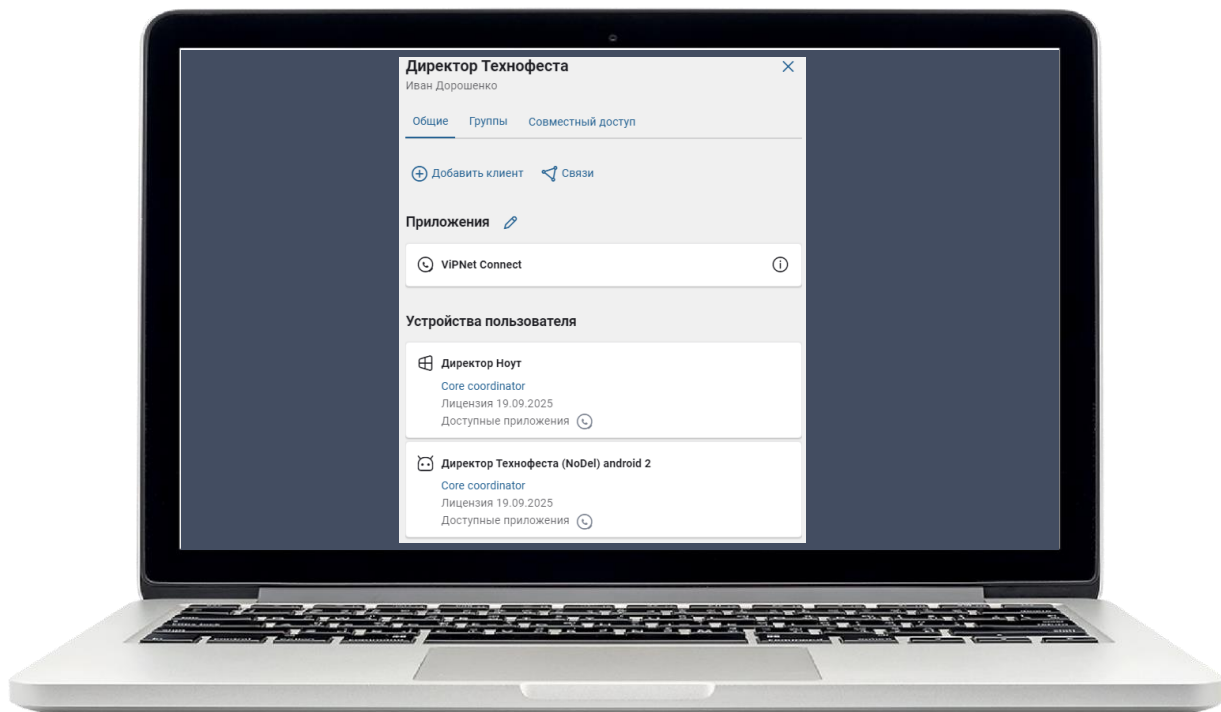 Директор Технофеста
Иван Дорошенко
Общие Группы Совместный доступ
Добавить клиент Связи
Приложения
ViPNet Connect
Устройства пользователя
Директор Ноут
Core coordinator
Лицензия 19.09.2025
Доступные приложения
Директор Технофеста (NoDel) android 2
Core coordinator
Лицензия 19.09.2025
Доступные приложения